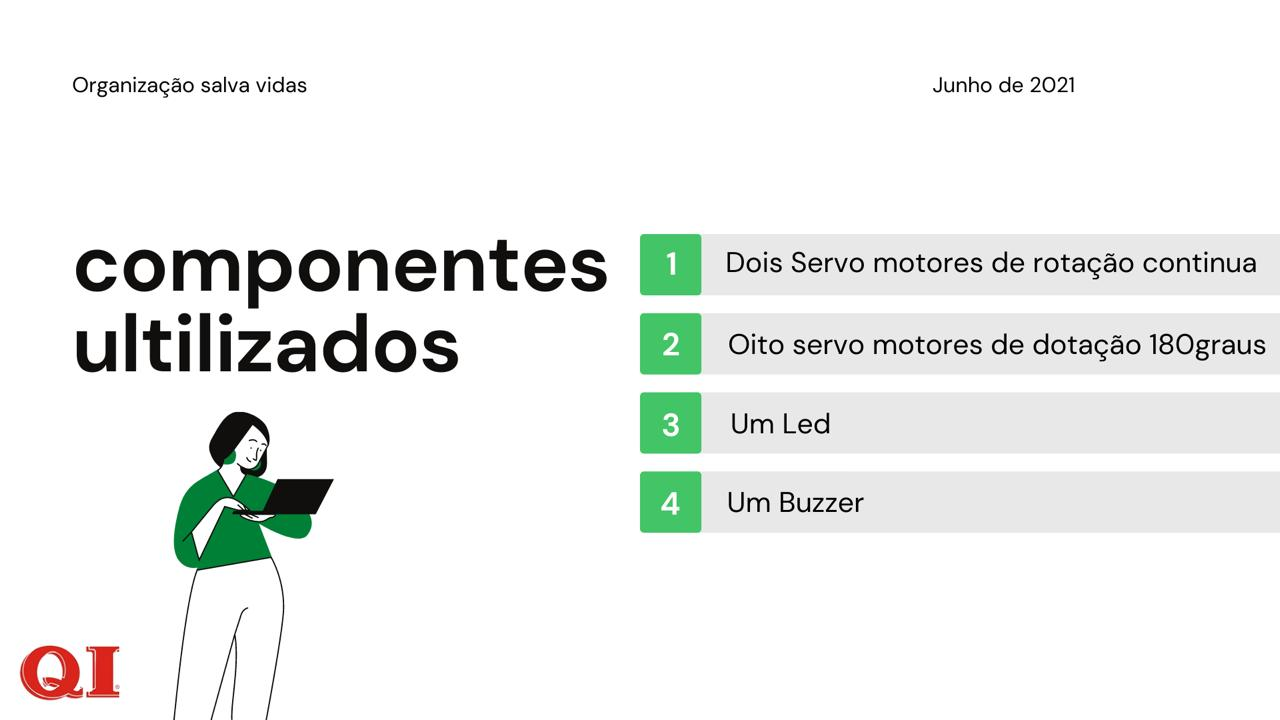 Organização salva vidas
Junho de 2021
componentes
ultilizados
1 Dois Servo motores de rotação continua
2 Oito servo motores de dotação 180graus
3 Um Led
4 Um Buzzer
QI